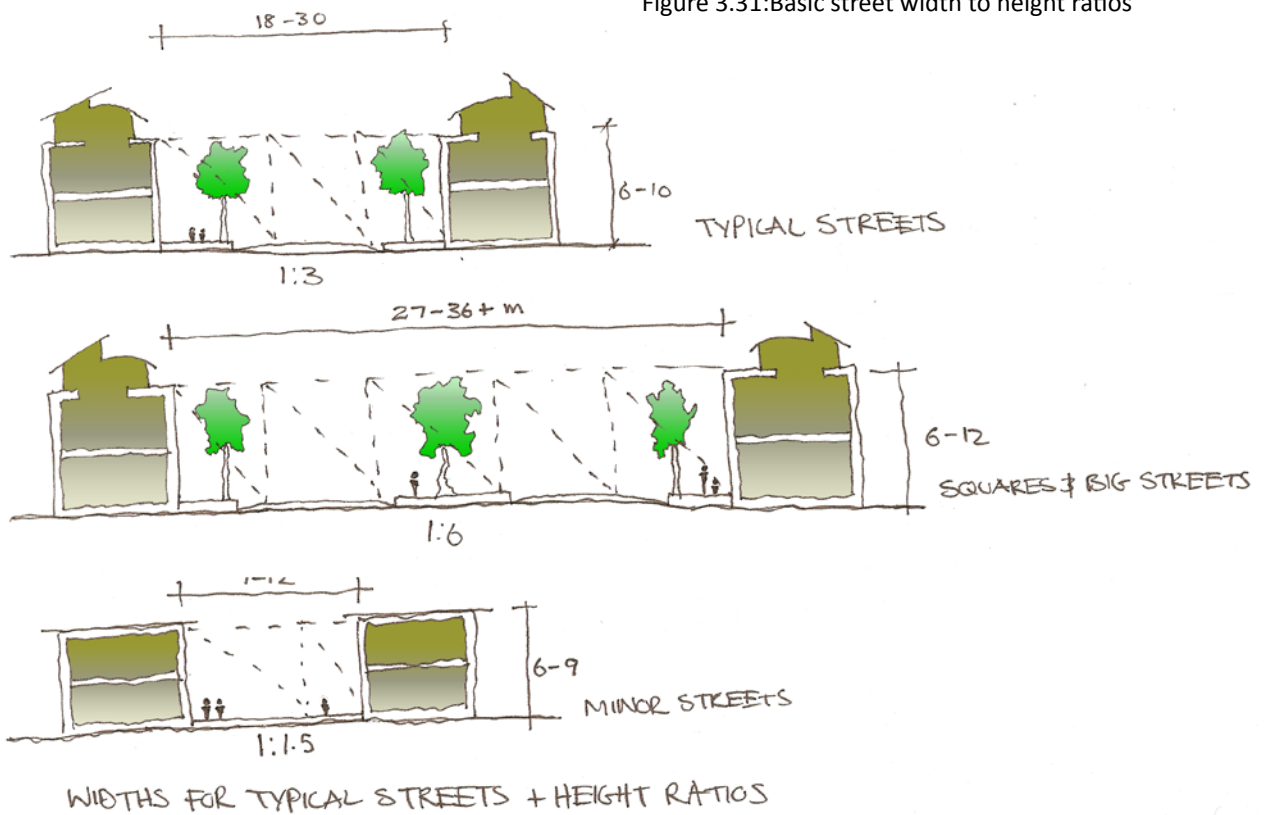 Figure 3.31:Basic street width to height ratios
18-30
6-10
TYPICAL STREETS
1:3
27-36+ m
6-12
SQUARES & BIG STREETS
1:6
6-9
MINOR STREETS
1:1.5
WIDTHS FOR TYPICAL STREETS + HEIGHT RATIOS